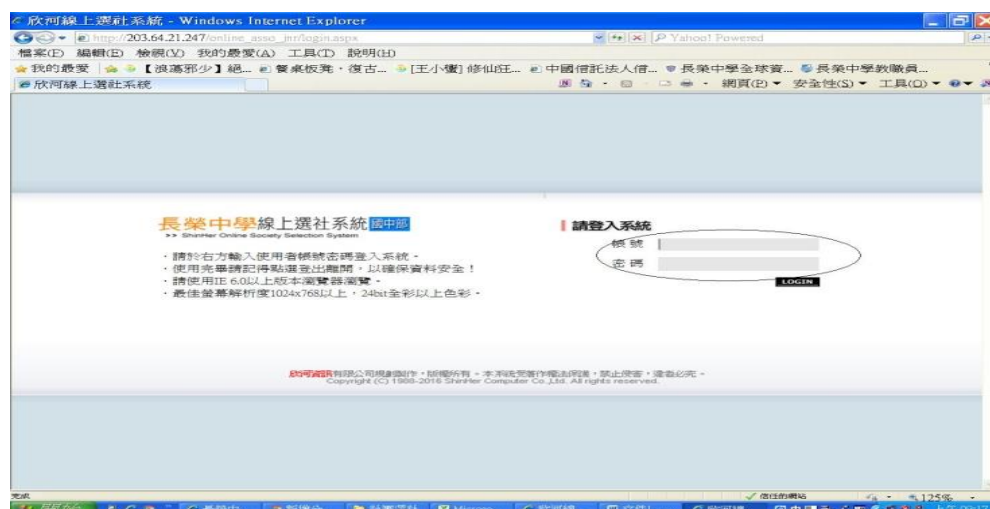 欣河線上選社系統 - Windows Internet Explorer
http://203.64.21.247/online_asso_jnr/login.aspx
Yahoo! Powered
檔案(F) 編輯(E) 檢視(V) 我的最愛(A) 工具(T) 說明(H)
我的最愛 中國信託法人信... 長榮中學全球資... 長榮中學教職員...
欣河線上選社系統 網頁(P) 安全性(S) 工具(O)
長榮中學線上選社系統 國中部
>> ShinHer Online Society Selection System
・請於右方輸入使用者帳號密碼登入系統。
・使用完畢請記得點選登出離開,以確保資料安全!
・請使用IE 6.0以上版本瀏覽器瀏覽。
・最佳螢幕解析度1024x768以上,24bit全彩以上色彩。
請登入系統
帳號
密碼
LOGIN
欣河資訊有限公司規劃製作,版權所有。本系統受著作權法保護,禁止侵害,違者必究。
Copyright (C) 1988-2016 ShinHer Computer Co.,Ltd. All rights reserved.
完成 信任的網站 125%